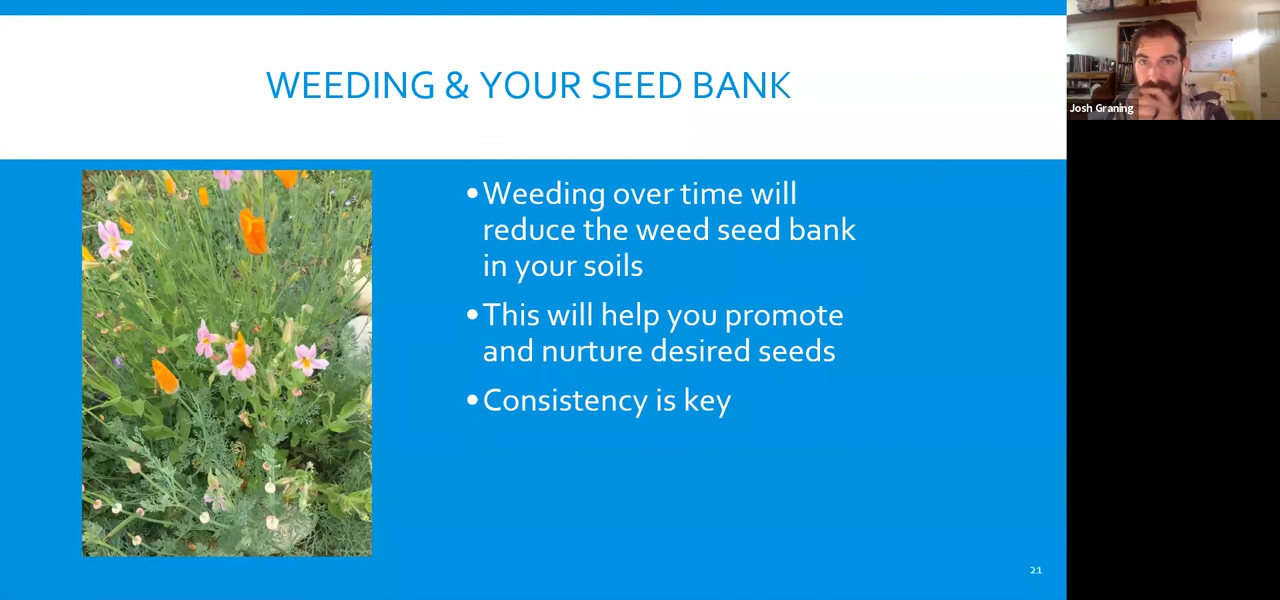 WEEDING & YOUR SEED BANK
•Weeding over time will
reduce the weed seed bank
in your soils
•This will help you promote
and nurture desired seeds
•Consistency is key
21
Josh Graning